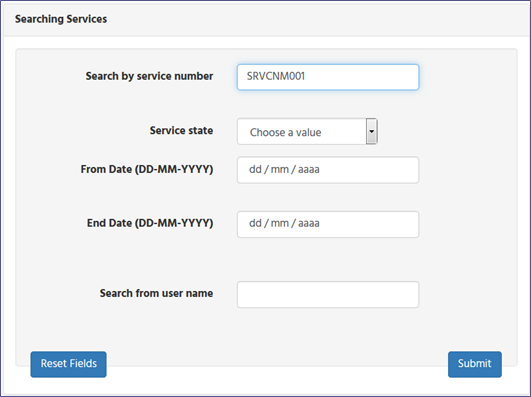 Searching Services
Search by service number SRVCNM001
Service state Choose a value
From Date (DD-MM-YYYY) dd / mm / aaaa
End Date (DD-MM-YYYY) dd / mm / aaaa
Search from user name
Reset Fields Submit